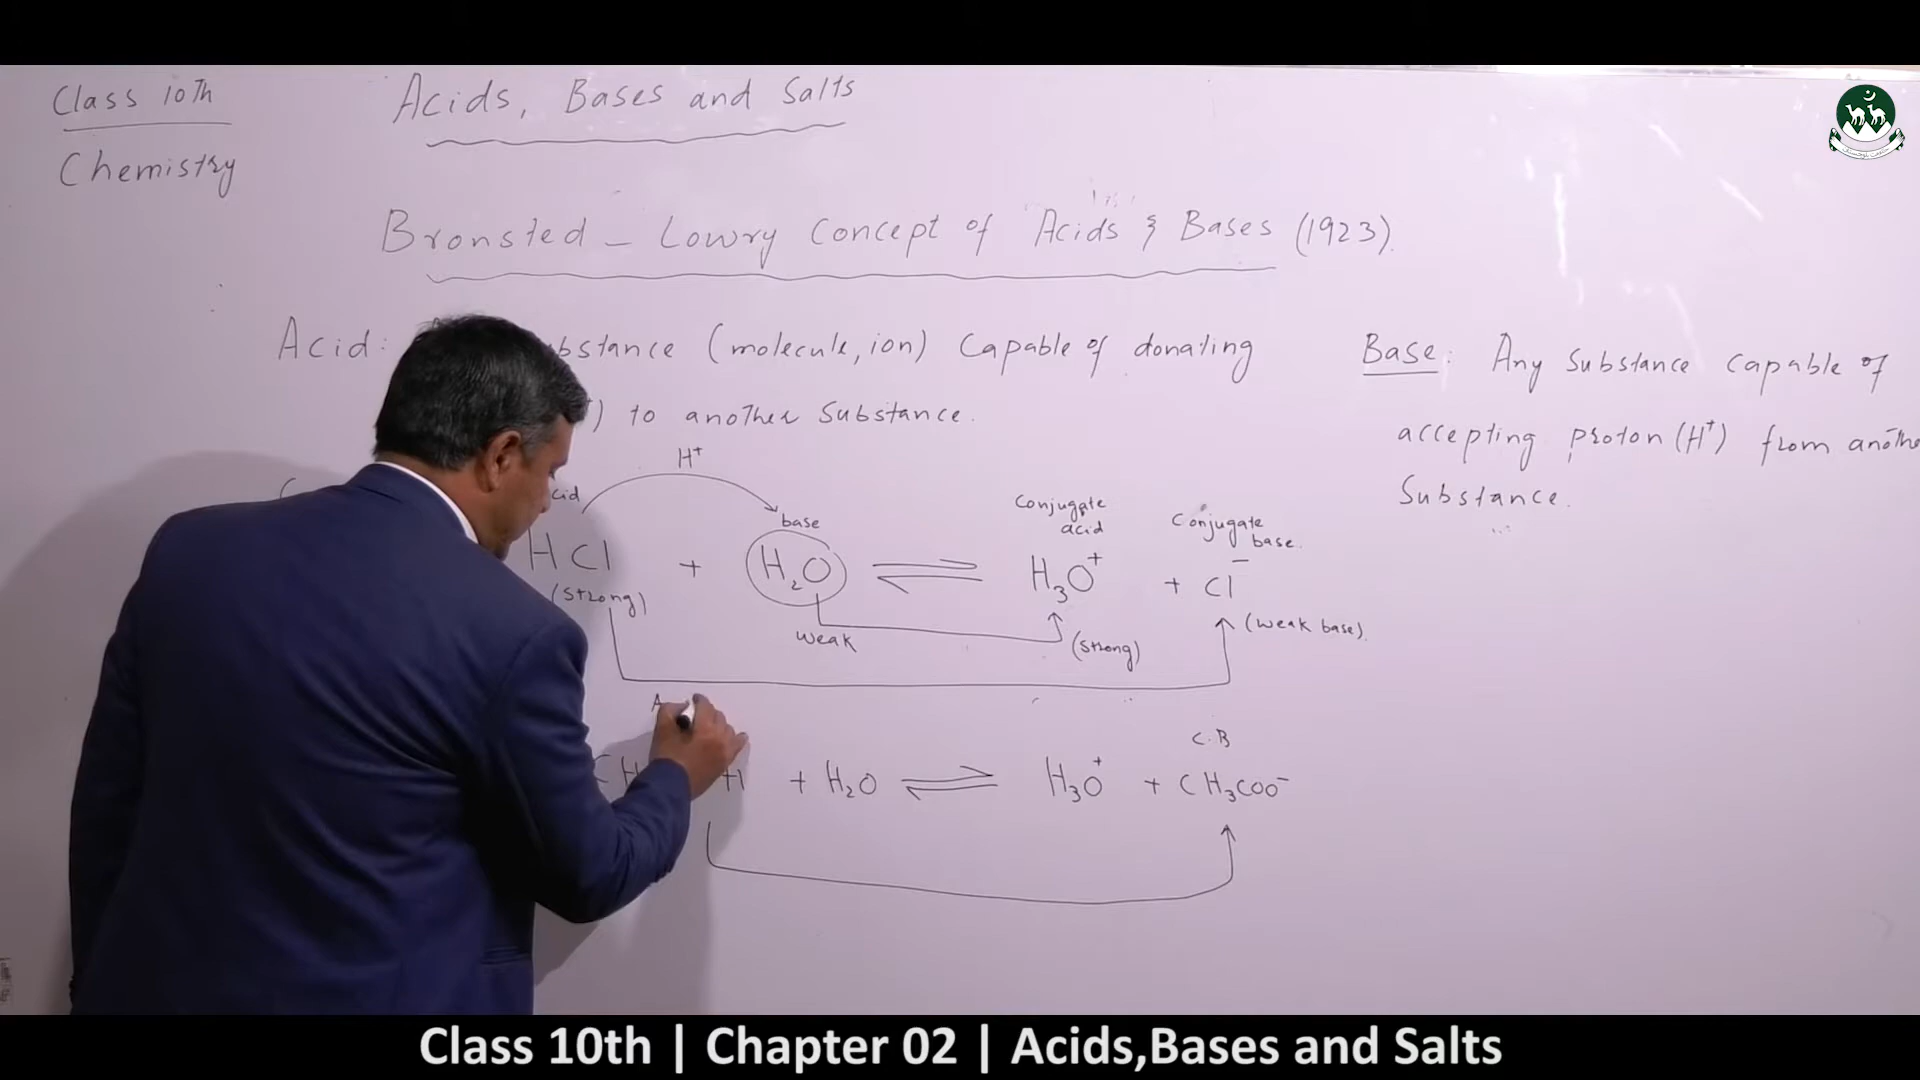 Class 10Th
Chemistry
Acids, Bases and Salts
Bronsted - Lowry Concept of Acids & Bases (1923).
Acid: (molecule, ion) Capable of donating
) to another Substance.
Base: Any Substance capable of
accepting proton (H⁺) from
Substance.
H⁺
base
Conjugate
acid
Conjugate
base.
HCl + H₂O ⇌ H₃O⁺ + Cl⁻
(Strong)
weak
(Strong)
(weak base).
C.B
+ H₂O ⇌ H₃O⁺ + CH₃COO⁻
Class 10th | Chapter 02 | Acids,Bases and Salts